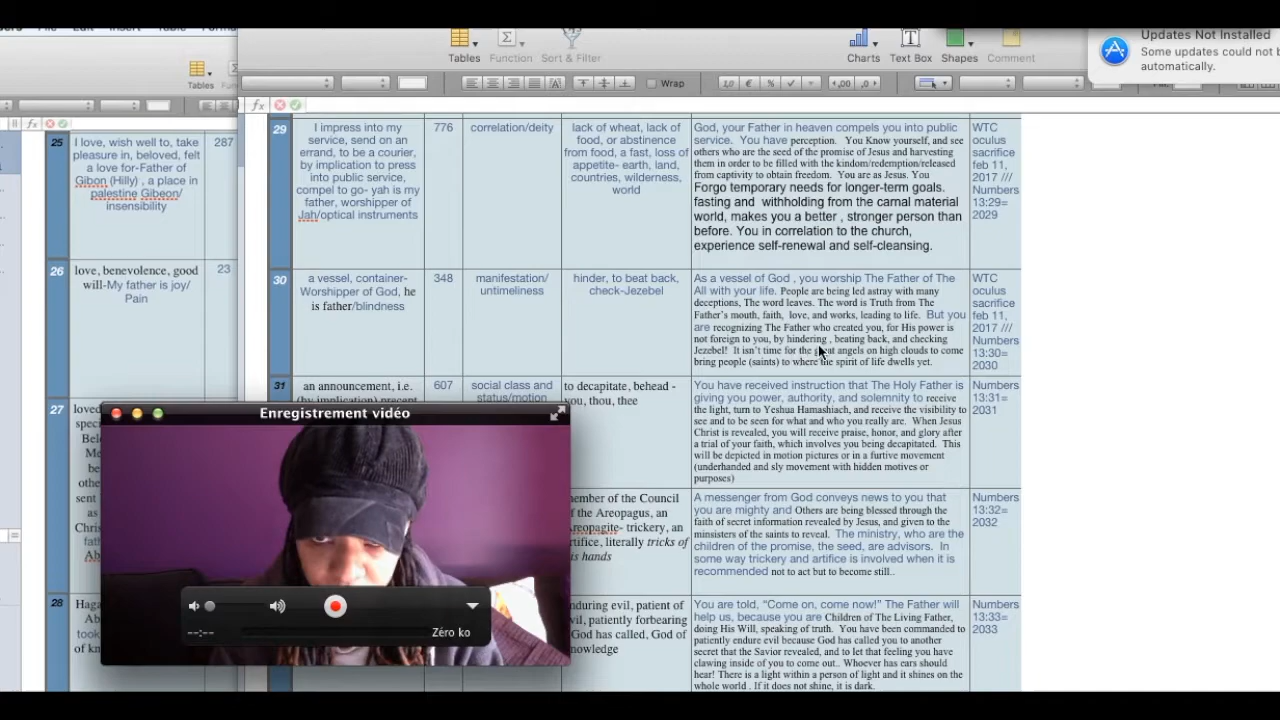 File Edit Insert Table
Updates Not Installed
Some updates could not b
automatically.
Tables Function Sort & Filter
Charts Text Box Shapes Comment
Tables
Wrap
1.0 € % ✓ +,00 ,0+
fx
fx
25
I love, wish well to, take
pleasure in, beloved, felt
a love for-Father of
Gibon (Hilly) , a place in
palestine Gibeon/
insensibility
287
26
love, benevolence, good
will-My father is joy/
Pain
23
27
28
29
I impress into my
service, send on an
errand, to be a courier,
by implication to press
into public service,
compel to go- yah is my
father, worshipper of
Jah/optical instruments
776
correlation/deity
lack of wheat, lack of
food, or abstinence
from food, a fast, loss of
appetite- earth, land,
countries, wilderness,
world
God, your Father in heaven compels you into public
service. You have perception. You Know yourself, and see
others who are the seed of the promise of Jesus and harvesting
them in order to be filled with the kindom/redemption/released
from captivity to obtain freedom. You are as Jesus. You
Forgo temporary needs for longer-term goals.
fasting and withholding from the carnal material
world, makes you a better , stronger person than
before. You in correlation to the church,
experience self-renewal and self-cleansing.
WTC
oculus
sacrifice
feb 11,
2017 ///
Numbers
13:29=
2029
30
a vessel, container-
Worshipper of God, he
is father/blindness
348
manifestation/
untimeliness
hinder, to beat back,
check-Jezebel
As a vessel of God , you worship The Father of The
All with your life. People are being led astray with many
deceptions, The word leaves. The word is Truth from The
Father's mouth, faith, love, and works, leading to life. But you
are recognizing The Father who created you, for His power is
not foreign to you, by hindering , beating back, and checking
Jezebel! It isn't time for the great angels on high clouds to come
bring people (saints) to where the spirit of life dwells yet.
WTC
oculus
sacrifice
feb 11,
2017 ///
Numbers
13:30=
2030
31
an announcement, i.e.
(by implication) precept
607
social class and
status/motion
to decapitate, behead -
you, thou, thee
You have received instruction that The Holy Father is
giving you power, authority, and solemnity to receive
the light, turn to Yeshua Hamashiach, and receive the visibility to
see and to be seen for what and who you really are. When Jesus
Christ is revealed, you will receive praise, honor, and glory after
a trial of your faith, which involves you being decapitated. This
will be depicted in motion pictures or in a furtive movement
(underhanded and sly movement with hidden motives or
purposes)
Numbers
13:31=
2031
member of the Council
of the Areopagus, an
Areopagite- trickery, an
artifice, literally tricks of
his hands
A messenger from God conveys news to you that
you are mighty and Others are being blessed through the
faith of secret information revealed by Jesus, and given to the
minsisters of the saints to reveal. The ministry, who are the
children of the promise, the seed, are advisors. In
some way trickery and artifice is involved when it is
recommended not to act but to become still..
Numbers
13:32=
2032
enduring evil, patient of
evil, patiently forbearing
God has called, God of
knowledge
You are told, "Come on, come now!" The Father will
help us, because you are Children of The Living Father,
doing His Will, speaking of truth. You have been commanded to
patiently endure evil because God has called you to another
secret that the Savior revealed, and to let that feeling you have
clawing inside of you to come out.. Whoever has ears should
hear! There is a light within a person of light and it shines on the
whole world . If it does not shine, it is dark.
Numbers
13:33=
2033
Enregistrement vidéo
--:--
Zéro ko